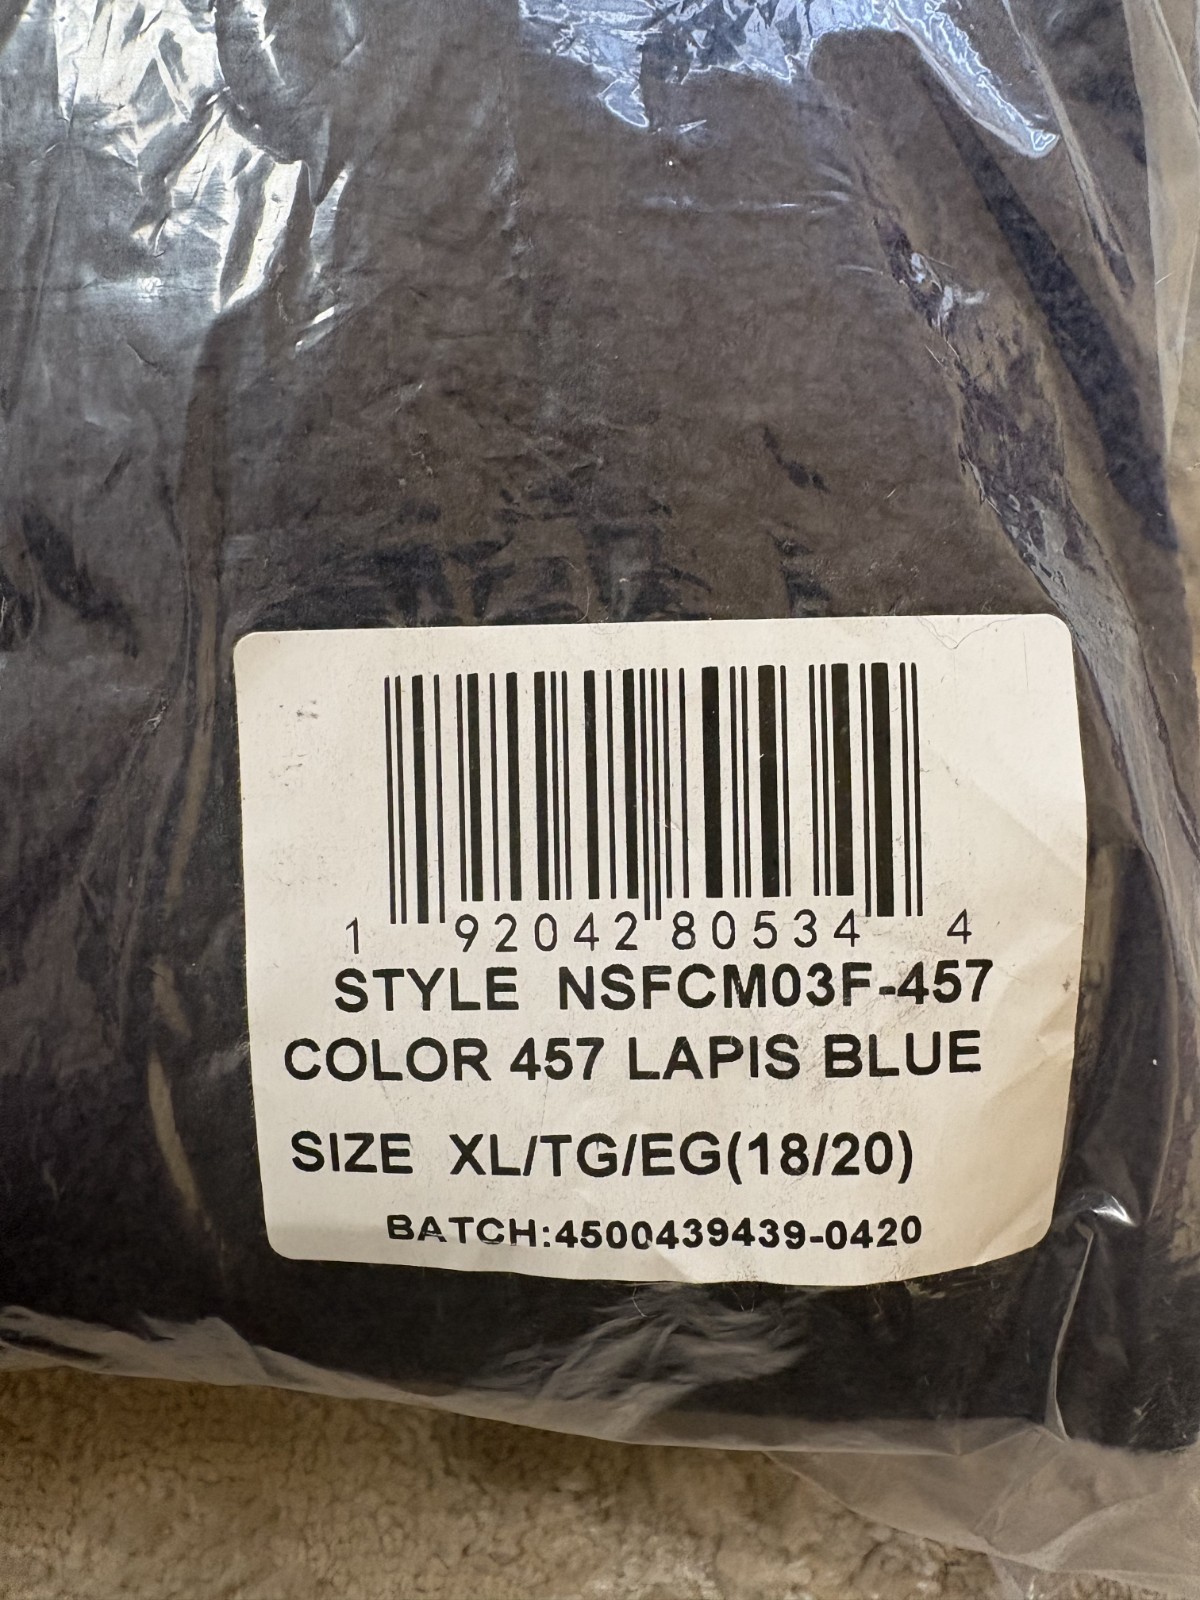 1 92042 80534 4
STYLE NSFCM03F-457
COLOR 457 LAPIS BLUE
SIZE XL/TG/EG(18/20)
BATCH:4500439439-0420